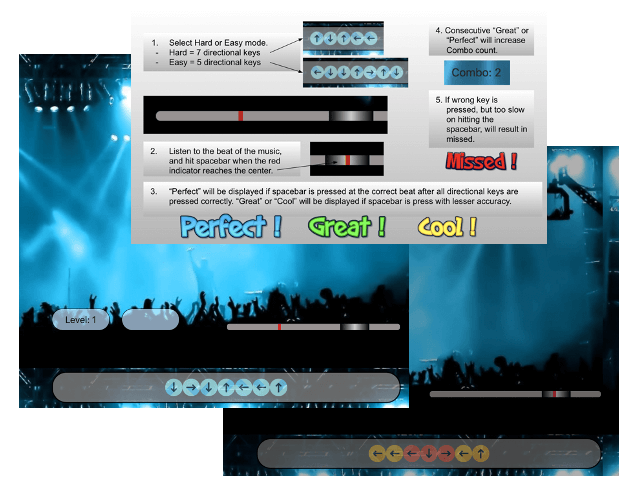 1. Select Hard or Easy mode.
- Hard = 7 directional keys
- Easy = 5 directional keys
↑↓↑←←
←↓↓↑→↑↓
2. Listen to the beat of the music,
and hit spacebar when the red
indicator reaches the center.
3. “Perfect” will be displayed if spacebar is pressed at the correct beat after all directional keys are
pressed correctly. “Great” or “Cool” will be displayed if spacebar is press with lesser accuracy.
Perfect ! Great ! Cool !
4. Consecutive “Great” or
“Perfect” will increase
Combo count.
Combo: 2
5. If wrong key is
pressed, but too slow
on hitting the
spacebar, will result in
missed.
Missed !
Level: 1
↓→↓↑←←↑
←←←↓→←↑